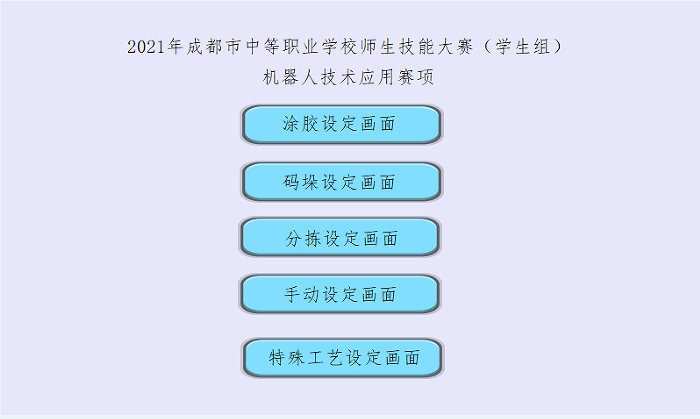 2021年成都市中等职业学校师生技能大赛（学生组）
机器人技术应用赛项
涂胶设定画面
码垛设定画面
分拣设定画面
手动设定画面
特殊工艺设定画面